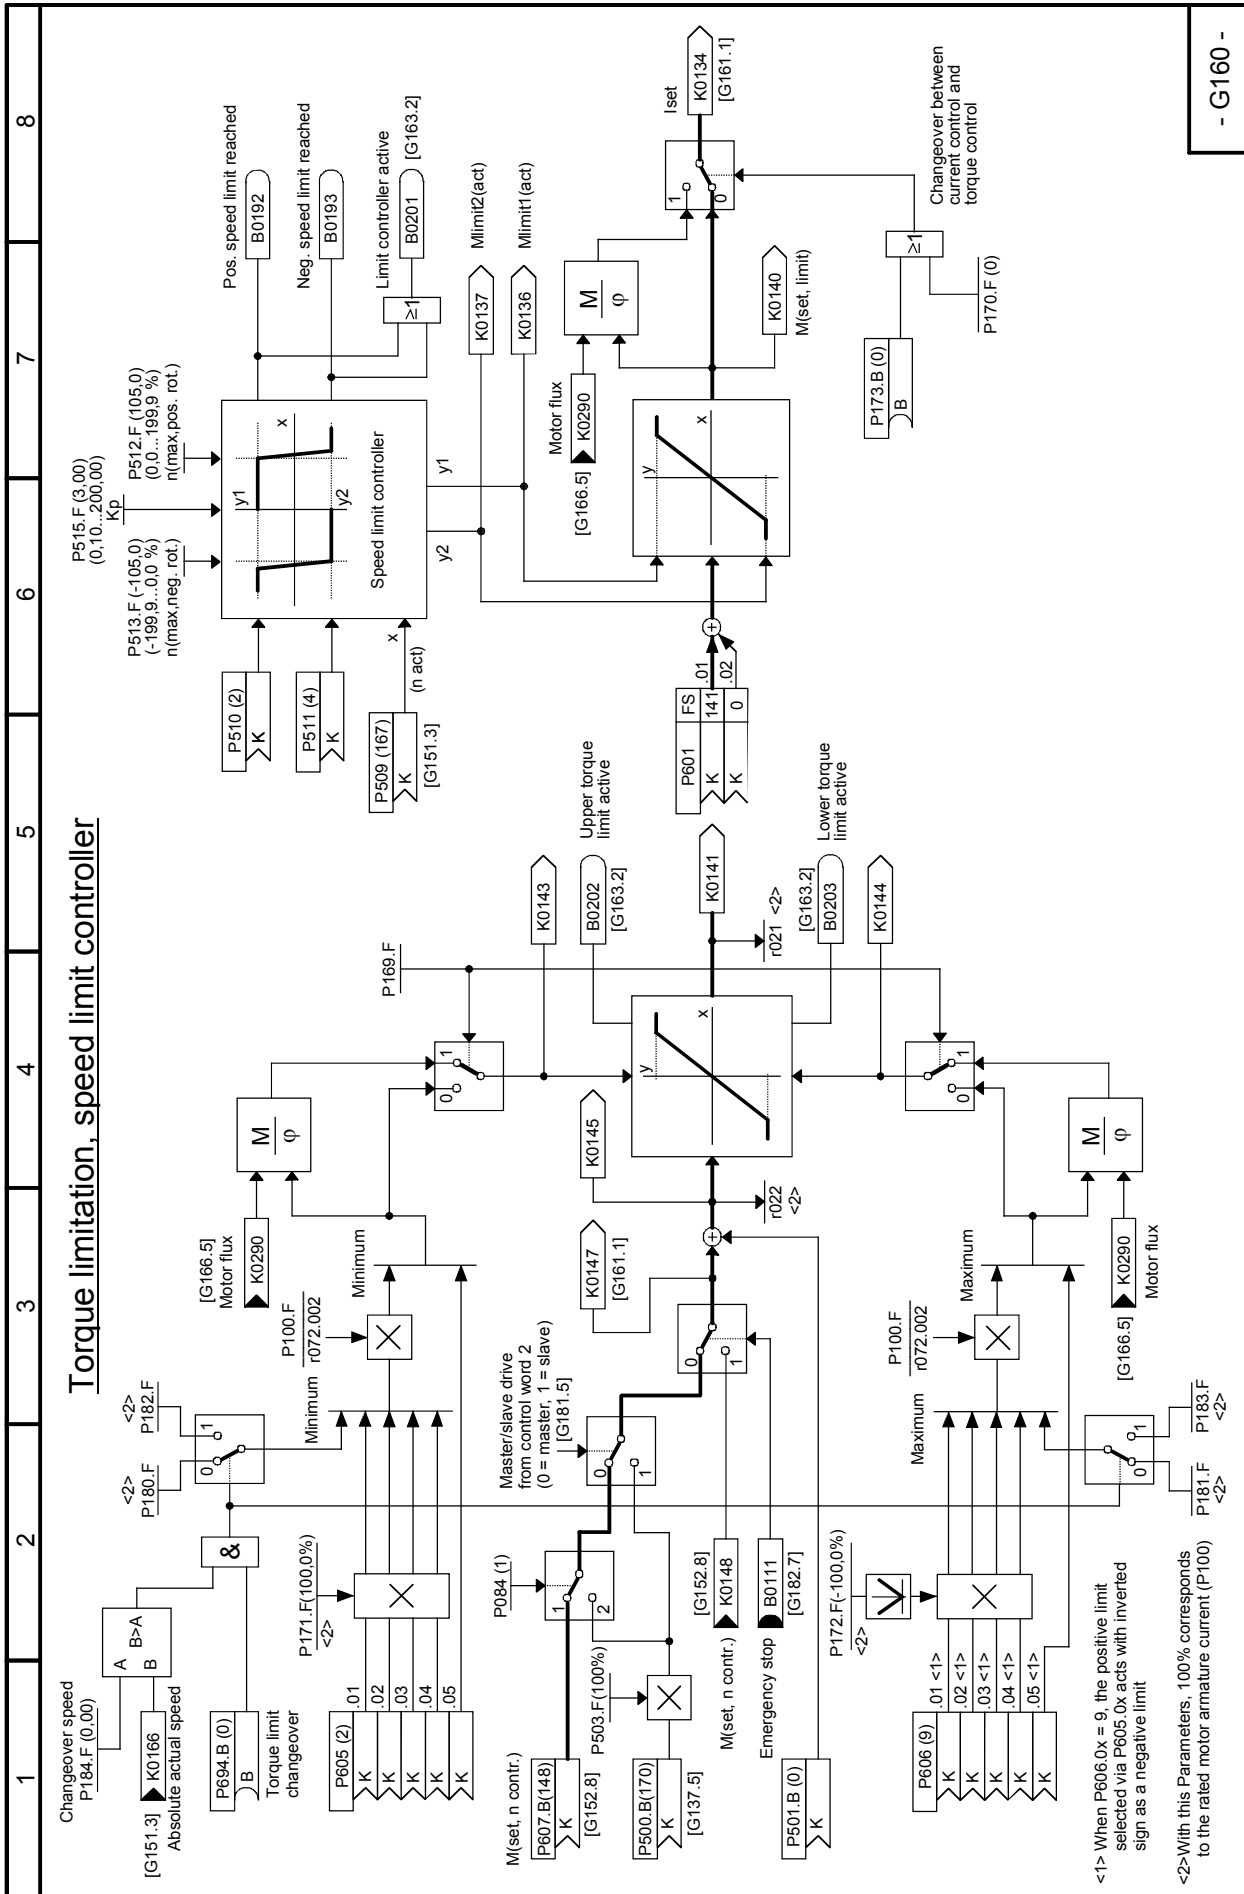 Torque limitation, speed limit controller
1
2
3
4
5
6
7
8
Changeover speed
P184.F (0,00)
[G151.3]
K0166
Absolute actual speed
A
B
B>A
P694.B (0)
B
Torque limit
changeover
&
<2>
P180.F
<2>
P182.F
0
1
P605 (2)
K
K
K
K
K
.01
.02
.03
.04
.05
P171.F(100,0%)
<2>
Minimum
P100.F
r072.002
Minimum
[G166.5]
Motor flux
K0290
M
φ
0
1
P169.F
K0143
B0202
[G163.2]
Upper torque
limit active
M(set, n contr.)
P607.B(148)
K
[G152.8]
P084 (1)
1
2
P503.F(100%)
P500.B(170)
K
[G137.5]
Master/slave drive
from control word 2
(0 = master, 1 = slave)
[G181.5]
0
1
[G152.8]
K0148
M(set, n contr.)
Emergency stop
B0111
[G182.7]
0
1
K0147
[G161.1]
+
K0145
r022
<2>
y
x
K0141
r021 <2>
[G163.2]
B0203
Lower torque
limit active
K0144
P501.B (0)
K
P172.F(-100,0%)
<2>
P606 (9)
K
K
K
K
K
.01 <1>
.02 <1>
.03 <1>
.04 <1>
.05 <1>
Maximum
P100.F
r072.002
Maximum
0
1
P181.F
<2>
P183.F
<2>
[G166.5]
K0290
Motor flux
M
φ
0
1
<1> When P606.0x = 9, the positive limit
selected via P605.0x acts with inverted
sign as a negative limit
<2>With this Parameters, 100% corresponds
to the rated motor armature current (P100)
P513.F (-105,0)
(-199,9...0,0 %)
n(max,neg. rot.)
P515.F (3,00)
(0,10...200,00)
Kp
P512.F (105,0)
(0,0...199,9 %)
n(max,pos. rot.)
P510 (2)
K
P511 (4)
K
P509 (167)
K
[G151.3]
x
(n act)
y1
x
y2
Speed limit controller
y2
y1
Pos. speed limit reached
B0192
Neg. speed limit reached
B0193
Limit controller active
B0201
[G163.2]
≥1
K0137
Mlimit2(act)
K0136
Mlimit1(act)
P601
FS
K
141
.01
K
0
.02
+
y
x
Motor flux
K0290
[G166.5]
M
φ
K0140
M(set, limit)
1
0
Iset
K0134
[G161.1]
P173.B (0)
B
≥1
P170.F (0)
Changeover between
current control and
torque control
- G160 -